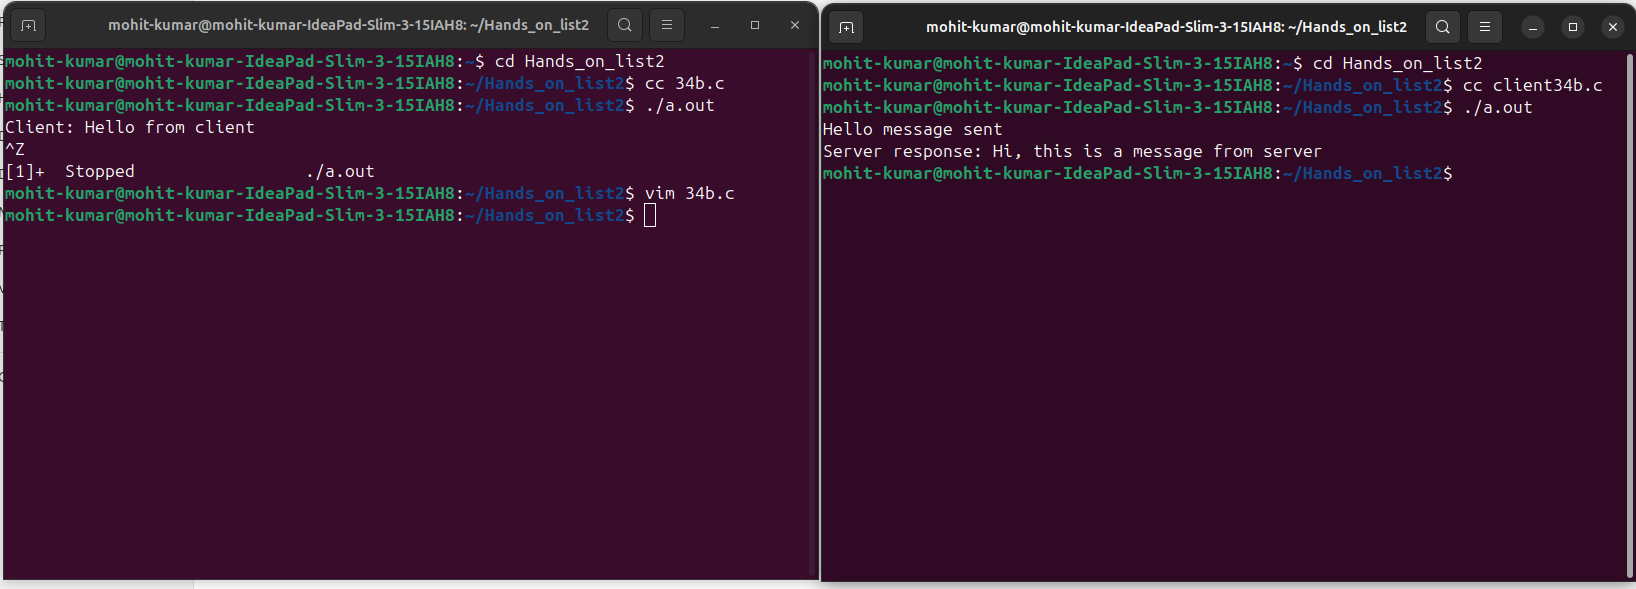 mohit-kumar@mohit-kumar-IdeaPad-Slim-3-15IAH8: ~/Hands_on_list2
mohit-kumar@mohit-kumar-IdeaPad-Slim-3-15IAH8:~$ cd Hands_on_list2
mohit-kumar@mohit-kumar-IdeaPad-Slim-3-15IAH8:~/Hands_on_list2$ cc 34b.c
mohit-kumar@mohit-kumar-IdeaPad-Slim-3-15IAH8:~/Hands_on_list2$ ./a.out
Client: Hello from client
^Z
[1]+  Stopped                 ./a.out
mohit-kumar@mohit-kumar-IdeaPad-Slim-3-15IAH8:~/Hands_on_list2$ vim 34b.c
mohit-kumar@mohit-kumar-IdeaPad-Slim-3-15IAH8:~/Hands_on_list2$
mohit-kumar@mohit-kumar-IdeaPad-Slim-3-15IAH8: ~/Hands_on_list2
mohit-kumar@mohit-kumar-IdeaPad-Slim-3-15IAH8:~$ cd Hands_on_list2
mohit-kumar@mohit-kumar-IdeaPad-Slim-3-15IAH8:~/Hands_on_list2$ cc client34b.c
mohit-kumar@mohit-kumar-IdeaPad-Slim-3-15IAH8:~/Hands_on_list2$ ./a.out
Hello message sent
Server response: Hi, this is a message from server
mohit-kumar@mohit-kumar-IdeaPad-Slim-3-15IAH8:~/Hands_on_list2$